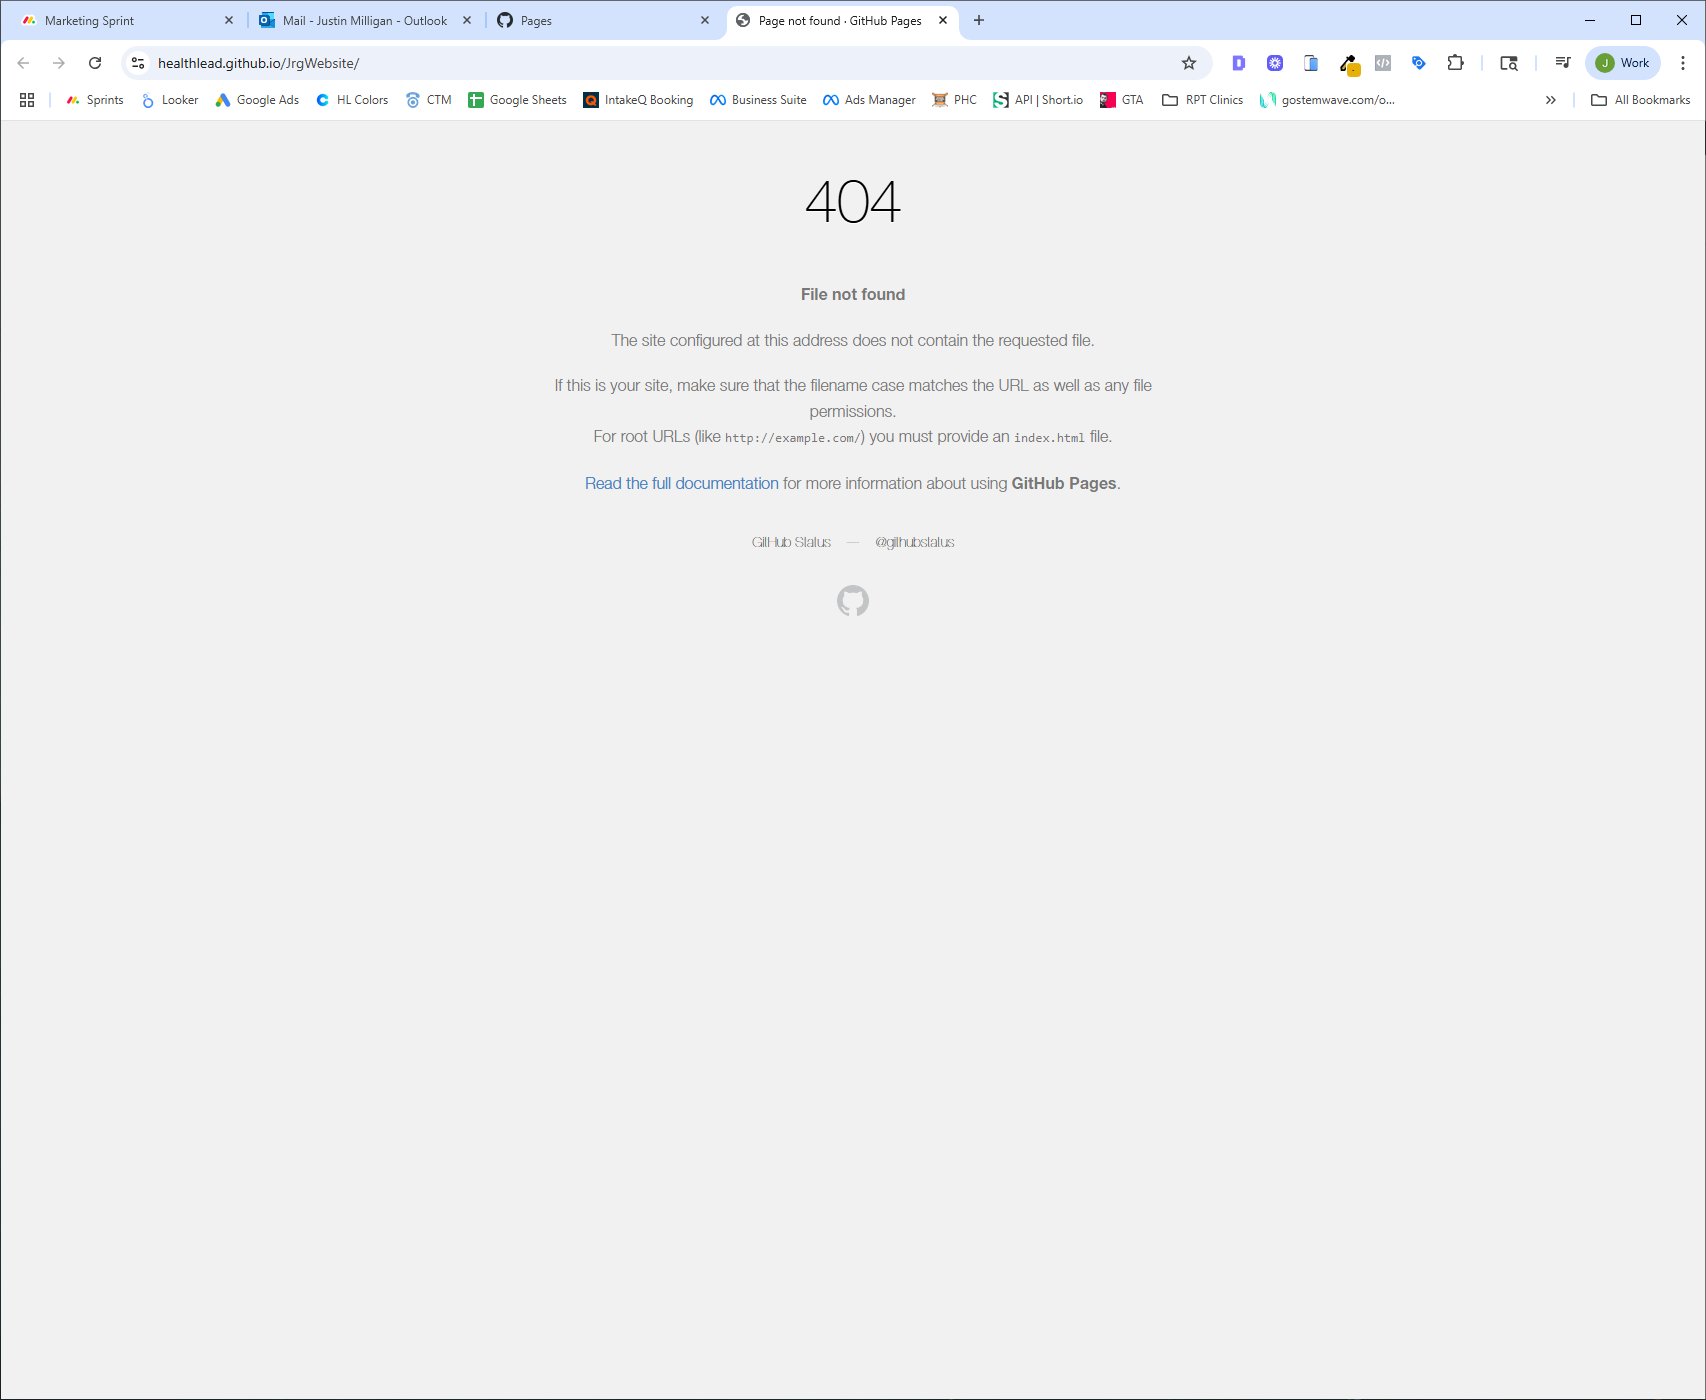 Marketing Sprint
Mail - Justin Milligan - Outlook
Pages
Page not found · GitHub Pages
healthlead.github.io/JrgWebsite/
J Work
Sprints
Looker
Google Ads
HL Colors
CTM
Google Sheets
IntakeQ Booking
Business Suite
Ads Manager
PHC
API | Short.io
GTA
RPT Clinics
gostemwave.com/o...
All Bookmarks
404
File not found
The site configured at this address does not contain the requested file.
If this is your site, make sure that the filename case matches the URL as well as any file
permissions.
For root URLs (like http://example.com/) you must provide an index.html file.
Read the full documentation for more information about using GitHub Pages.
GitHub Status — @githubstatus